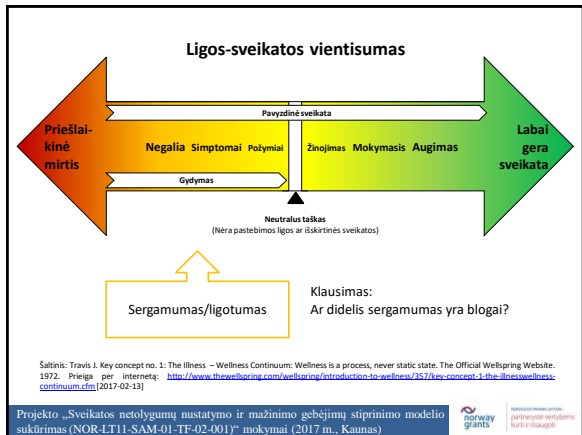 Ligos-sveikatos vientisumas
Pavyzdinė sveikata
Priešlai-
kinė
mirtis
Negalia Simptomai Požymiai
Žinojimas Mokymasis Augimas
Labai
gera
sveikata
Gydymas
Neutralus taškas
(Nėra pastebimos ligos ar išskirtinės sveikatos)
Sergamumas/ligotumas
Klausimas:
Ar didelis sergamumas yra blogai?
Šaltinis: Travis J. Key concept no. 1: The Illness – Wellness Continuum: Wellness is a process, never static state. The Official Wellspring Website.
1972. Prieiga per internetą: http://www.thewellspring.com/wellspring/introduction-to-wellness/357/key-concept-1-the-illnesswellness-
continuum.cfm [2017-02-13]
Projekto „Sveikatos netolygumų nustatymo ir mažinimo gebėjimų stiprinimo modelio
sukūrimas (NOR-LT11-SAM-01-TF-02-001)“ mokymai (2017 m., Kaunas)
norway
grants
partnerystė vertybėms
kurti ir išsaugoti